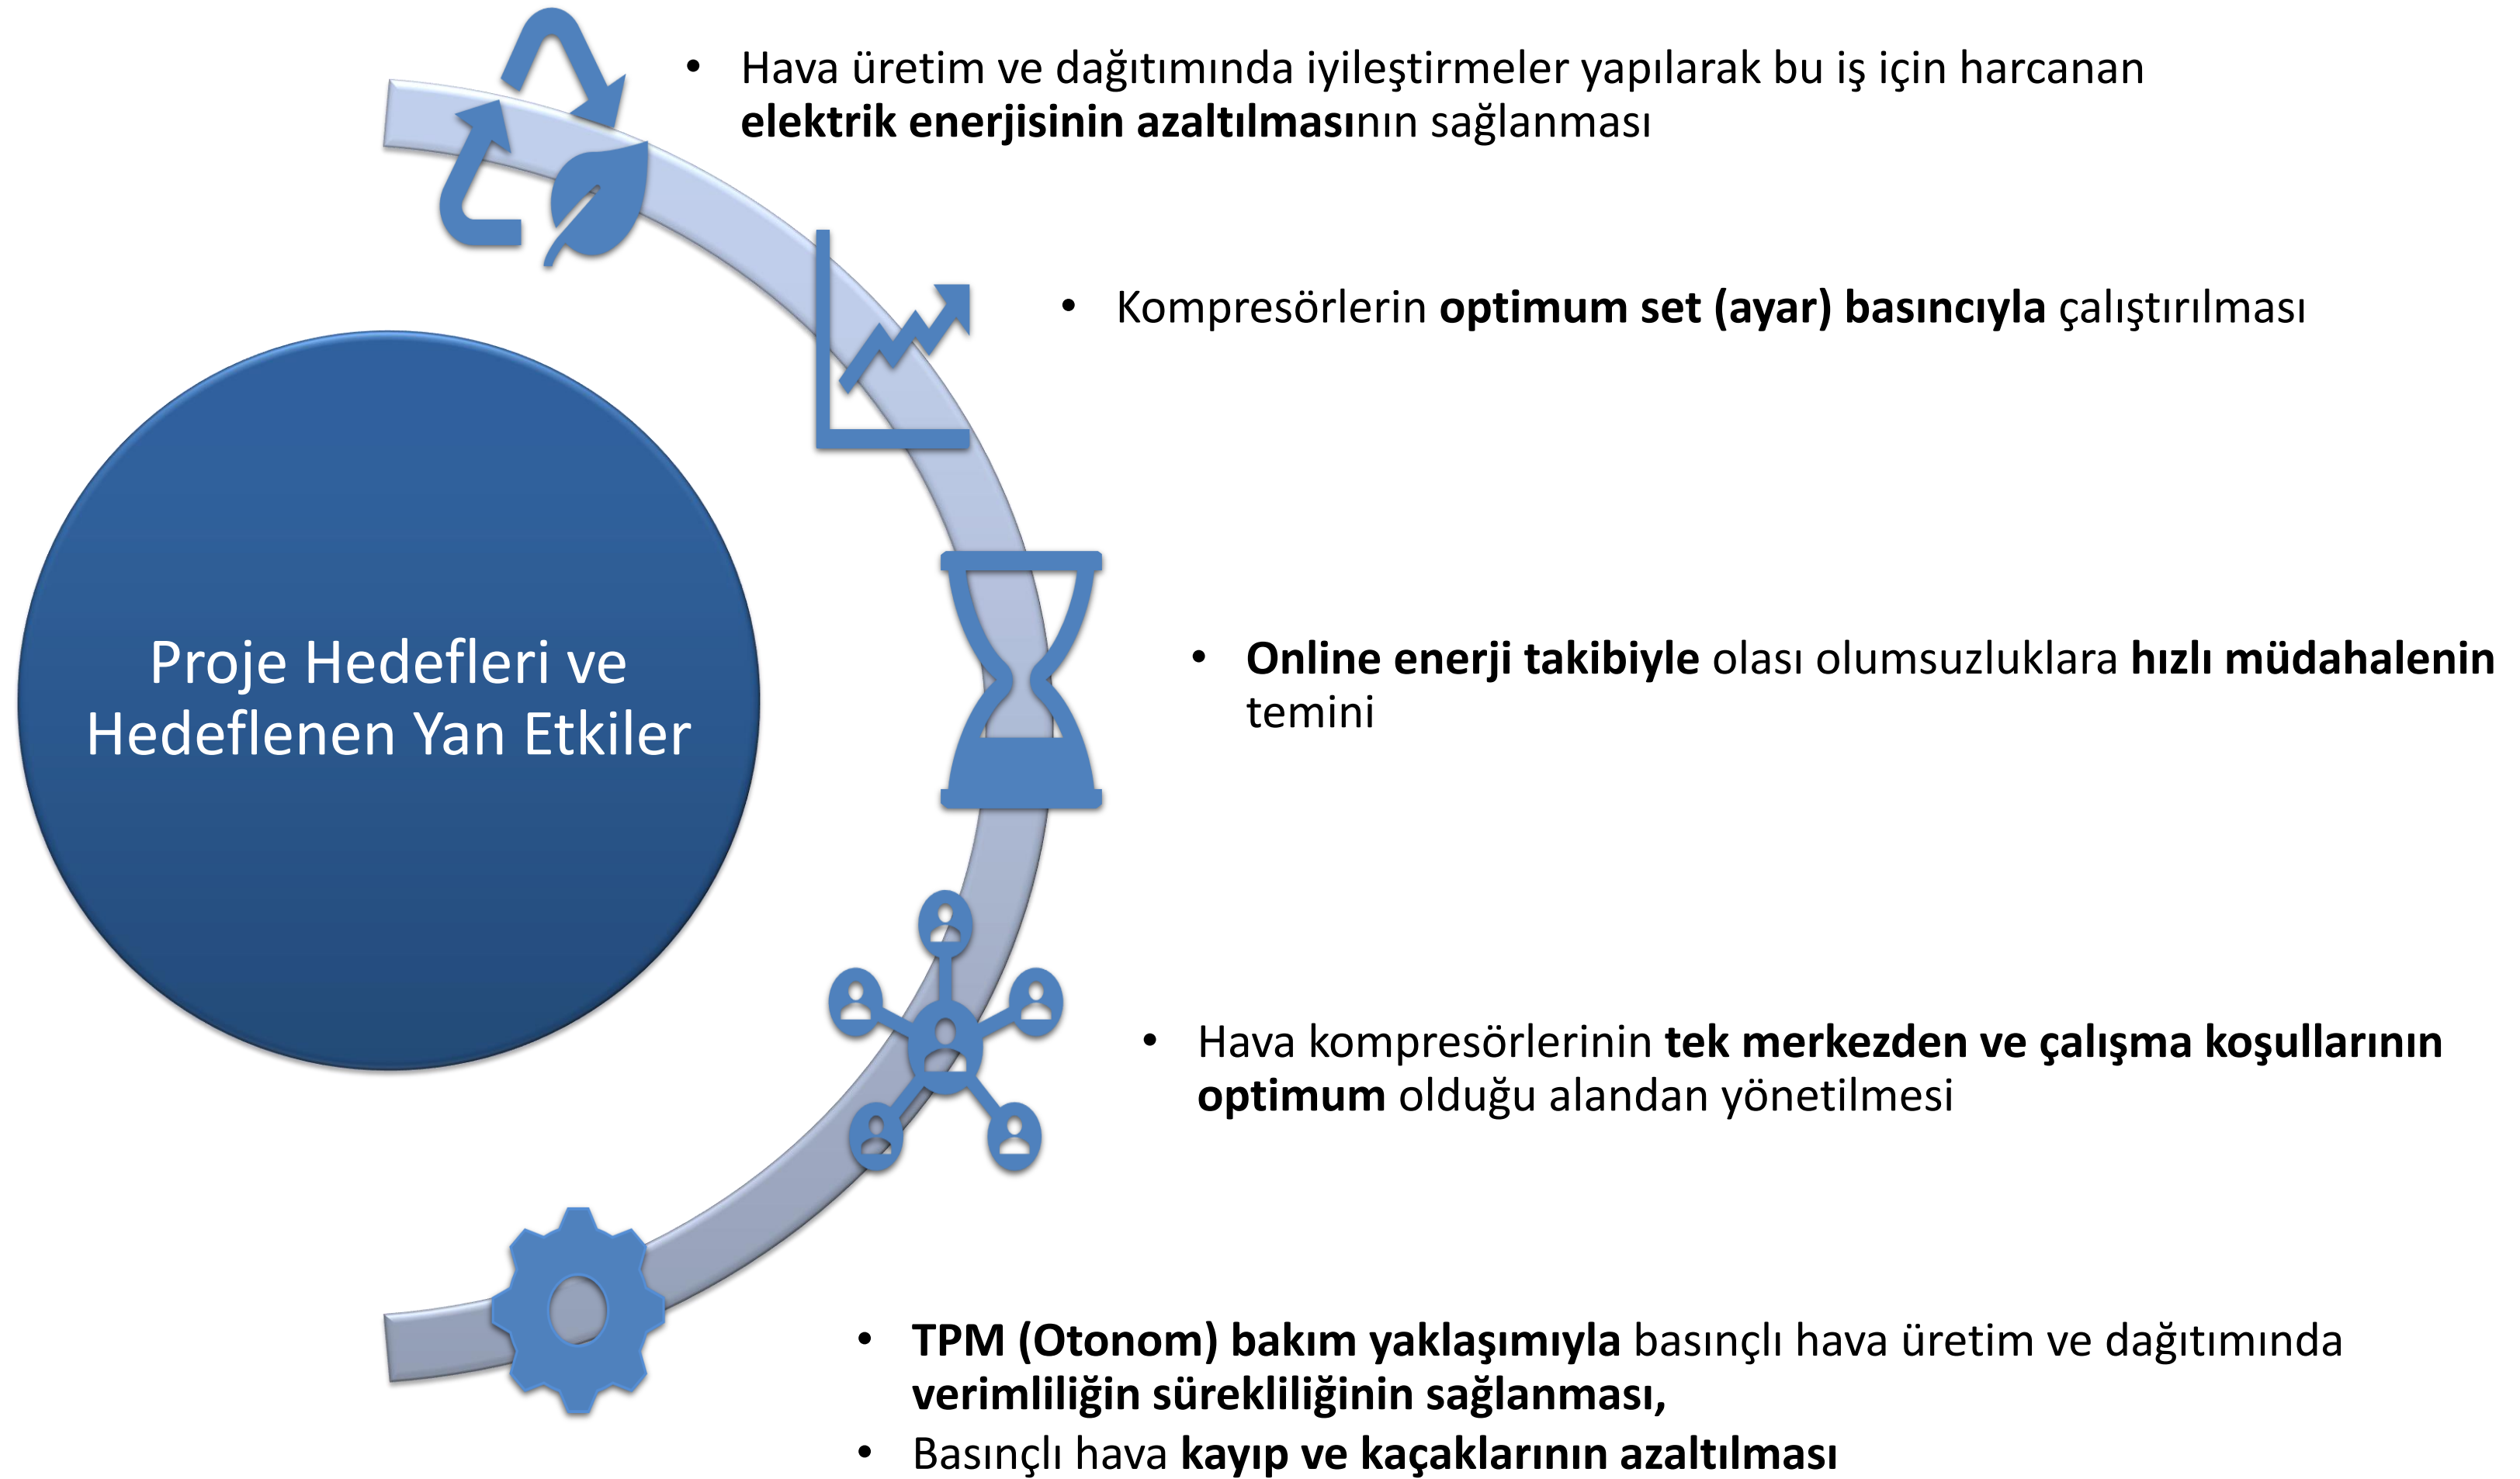 • Hava üretim ve dağıtımında iyileştirmeler yapılarak bu iş için harcanan
elektrik enerjisinin azaltılmasının sağlanması
• Kompresörlerin optimum set (ayar) basıncıyla çalıştırılması
Proje Hedefleri ve
Hedeflenen Yan Etkiler
• Online enerji takibiyle olası olumsuzluklara hızlı müdahalenin
temini
• Hava kompresörlerinin tek merkezden ve çalışma koşullarının
optimum olduğu alandan yönetilmesi
• TPM (Otonom) bakım yaklaşımıyla basınçlı hava üretim ve dağıtımında
verimliliğin sürekliliğinin sağlanması,
• Basınçlı hava kayıp ve kaçaklarının azaltılması